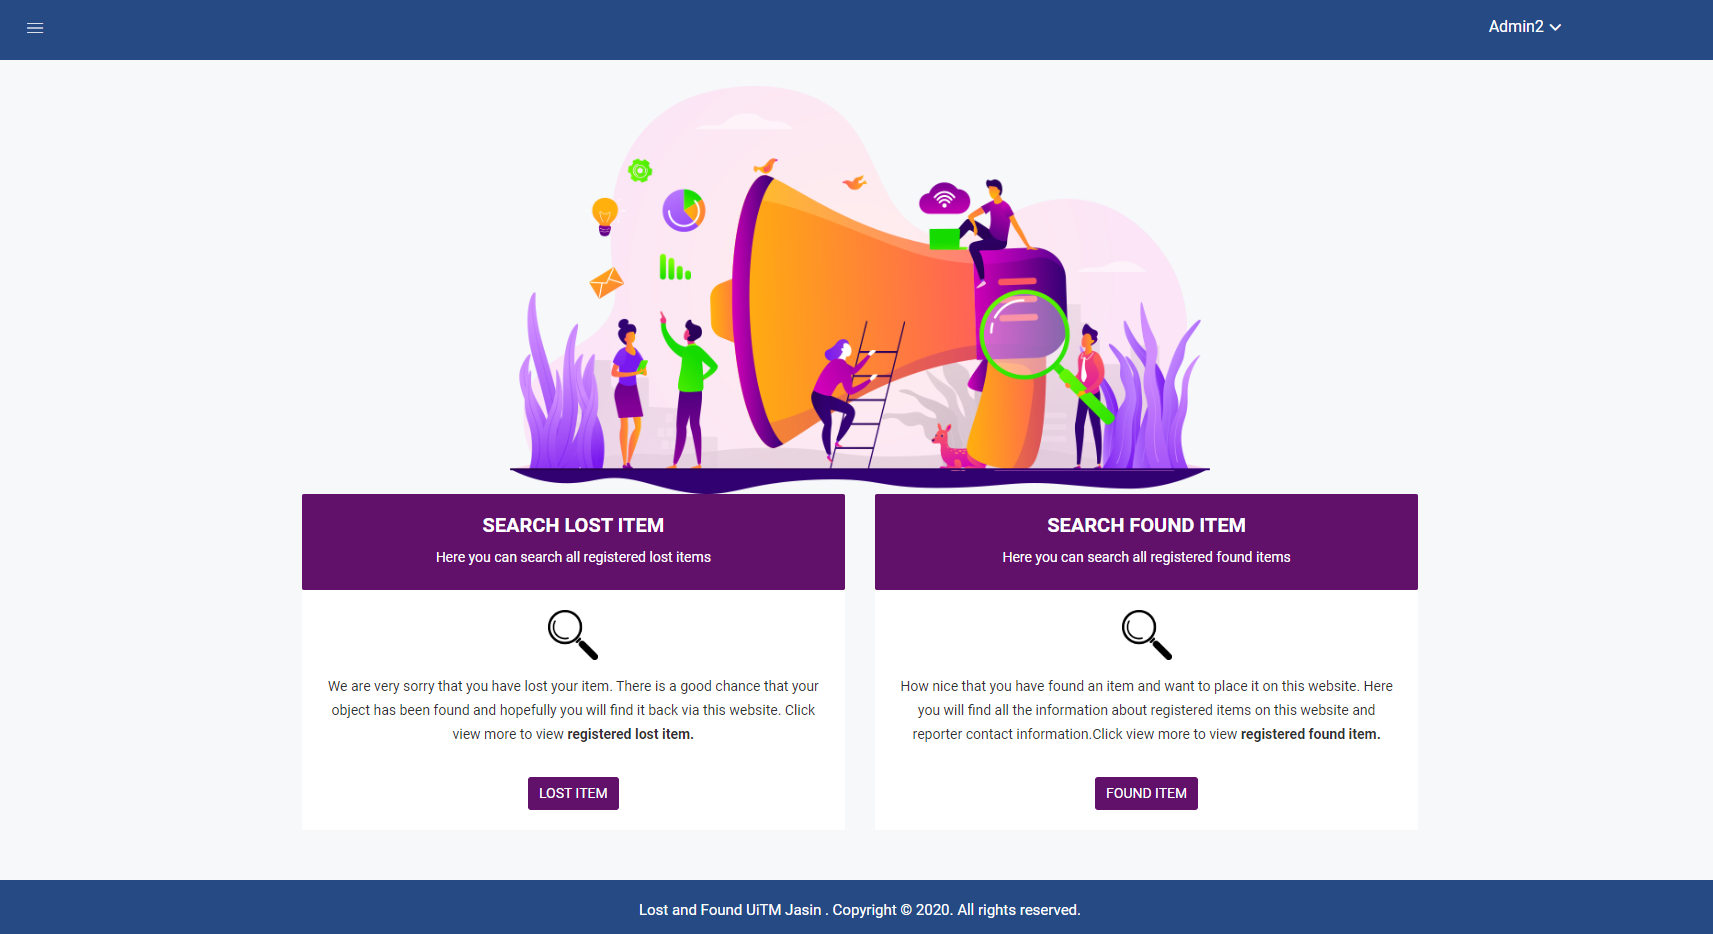 Admin2
SEARCH LOST ITEM
Here you can search all registered lost items
We are very sorry that you have lost your item. There is a good chance that your
object has been found and hopefully you will find it back via this website. Click
view more to view registered lost item.
LOST ITEM
SEARCH FOUND ITEM
Here you can search all registered found items
How nice that you have found an item and want to place it on this website. Here
you will find all the information about registered items on this website and
reporter contact information.Click view more to view registered found item.
FOUND ITEM
Lost and Found UiTM Jasin . Copyright © 2020. All rights reserved.